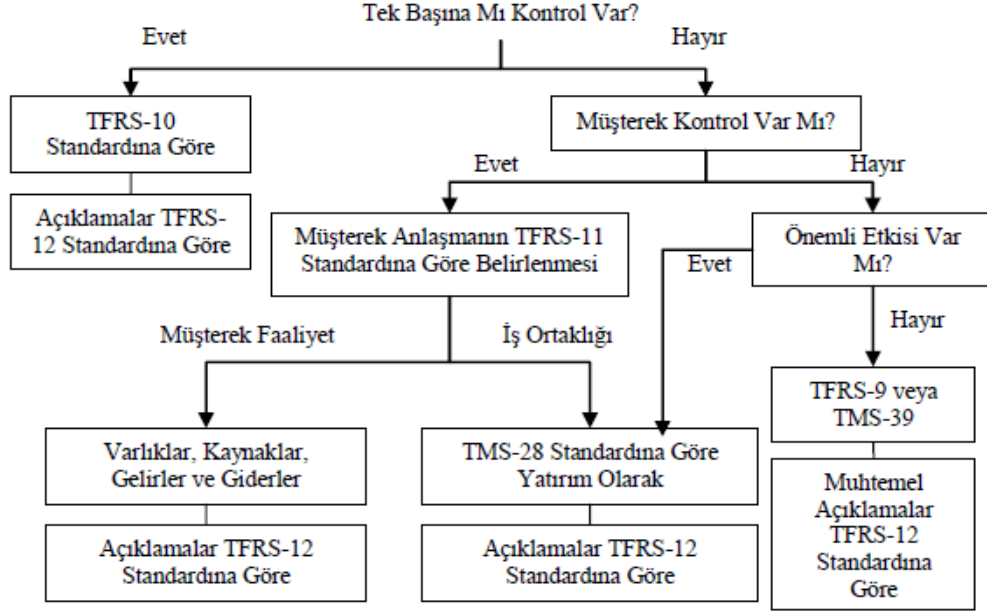 Tek Başına Mı Kontrol Var?
Evet
Hayır
TFRS-10
Standardına Göre
Müşterek Kontrol Var Mı?
Açıklamalar TFRS-
12 Standardına Göre
Evet
Hayır
Müşterek Anlaşmanın TFRS-11
Standardına Göre Belirlenmesi
Önemli Etkisi Var
Mı?
Evet
Hayır
Müşterek Faaliyet
İş Ortaklığı
TFRS-9 veya
TMS-39
Varlıklar, Kaynaklar,
Gelirler ve Giderler
TMS-28 Standardına Göre
Yatırım Olarak
Muhtemel
Açıklamalar
TFRS-12
Standardına
Göre
Açıklamalar TFRS-12
Standardına Göre
Açıklamalar TFRS-12
Standardına Göre